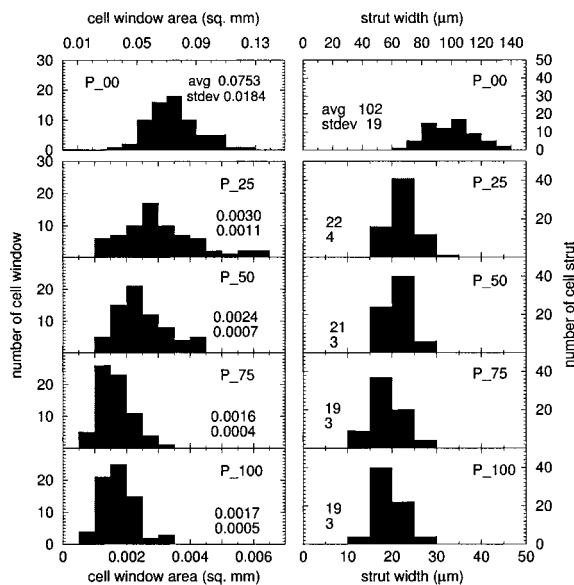 cell window area (sq. mm) strut width (μm)
0.01 0.05 0.09 0.13 0 20 40 60 80 100 120 140
30 P_00 avg 0.0753 avg 102 P_00 50
stdev 0.0184 stdev 19 40
20 30
10 20
10
0 0
30 P_25 P_25 40
20 0.0030 22
10 0.0011 4 20
P_50 P_50 40
20 0.0024 21
10 0.0007 3 20
P_75 P_75 40
20 0.0016 19
10 0.0004 3 20
P_100 P_100 40
20 0.0017 19
10 0.0005 3 20
0 0
0 0.002 0.004 0.006 0 10 20 30 40 50
cell window area (sq. mm) strut width (μm)
number of cell window
number of cell strut